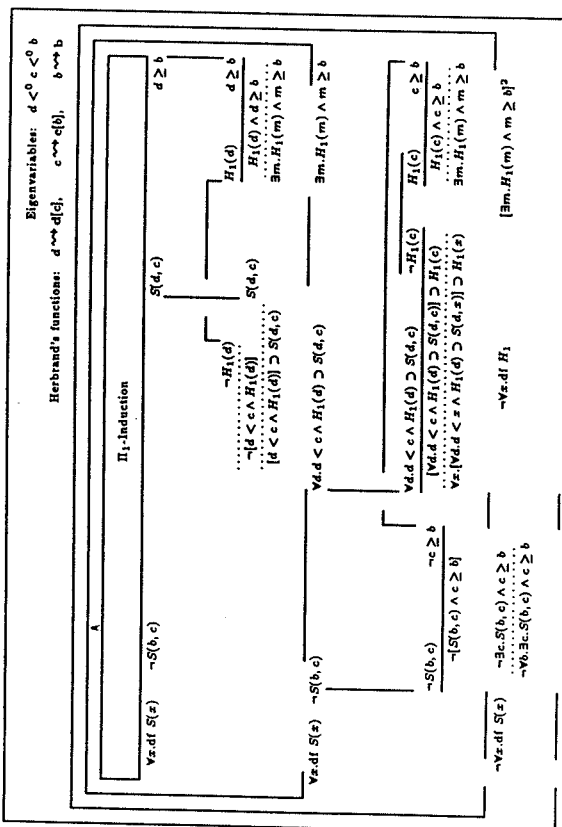 Eigenvariables: d <⁰ c <⁰ b
Herbrand's functions: d ⇝ d[c], c ⇝ c[b], b ⇝ b
A
Π₁-Induction
∀x.df S(x) ¬S(b,c) S(d,c) d ≥ b
¬H₁(d) H₁(d) d ≥ b
¬[d < c ∧ H₁(d)] S(d,c) H₁(d) ∧ d ≥ b
[d < c ∧ H₁(d)] ⊃ S(d,c) ∃m.H₁(m) ∧ m ≥ b
∀x.df S(x) ¬S(b,c) ∀d.d < c ∧ H₁(d) ⊃ S(d,c) ∃m.H₁(m) ∧ m ≥ b
¬S(b,c) ¬c ≥ b ∀d.d < c ∧ H₁(d) ⊃ S(d,c) ¬H₁(c) H₁(c) c ≥ b
¬[S(b,c) ∧ c ≥ b] [∀d.d < c ∧ H₁(d) ⊃ S(d,c)] ⊃ H₁(c) H₁(c) ∧ c ≥ b
∀x.[∀d.d < x ∧ H₁(d) ⊃ S(d,x)] ⊃ H₁(x) ∃m.H₁(m) ∧ m ≥ b
¬∀x.df S(x) ¬∃c.S(b,c) ∧ c ≥ b ¬∀x.df H₁ [∃m.H₁(m) ∧ m ≥ b]²
¬∀b.∃c.S(b,c) ∧ c ≥ b